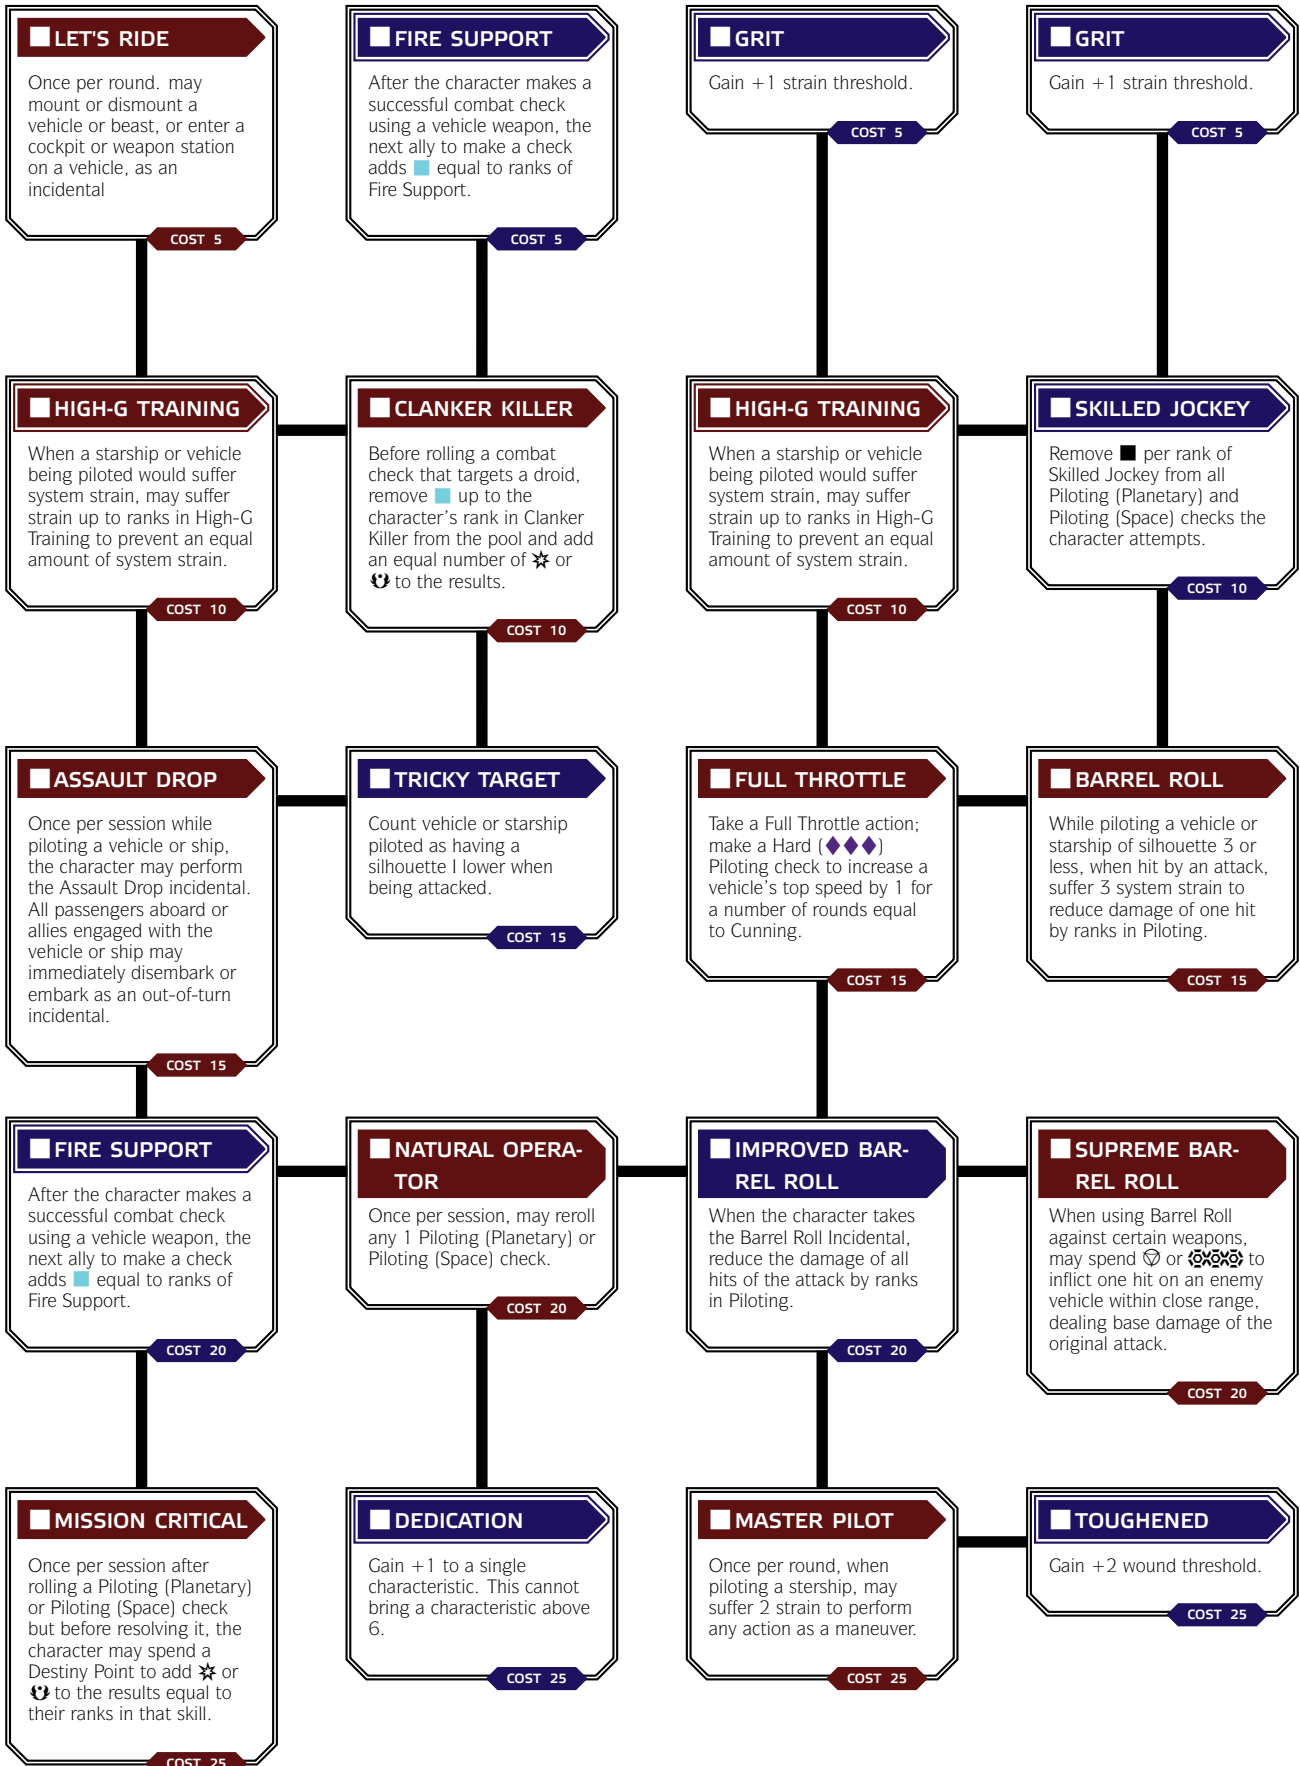 LET'S RIDE
Once per round. may
mount or dismount a
vehicle or beast, or enter a
cockpit or weapon station
on a vehicle, as an
incidental
COST 5
FIRE SUPPORT
After the character makes a
successful combat check
using a vehicle weapon, the
next ally to make a check
adds equal to ranks of
Fire Support.
COST 5
GRIT
Gain +1 strain threshold.
COST 5
GRIT
Gain +1 strain threshold.
COST 5
HIGH-G TRAINING
When a starship or vehicle
being piloted would suffer
system strain, may suffer
strain up to ranks in High-G
Training to prevent an equal
amount of system strain.
COST 10
CLANKER KILLER
Before rolling a combat
check that targets a droid,
remove up to the
character's rank in Clanker
Killer from the pool and add
an equal number of or
to the results.
COST 10
HIGH-G TRAINING
When a starship or vehicle
being piloted would suffer
system strain, may suffer
strain up to ranks in High-G
Training to prevent an equal
amount of system strain.
COST 10
SKILLED JOCKEY
Remove per rank of
Skilled Jockey from all
Piloting (Planetary) and
Piloting (Space) checks the
character attempts.
COST 10
ASSAULT DROP
Once per session while
piloting a vehicle or ship,
the character may perform
the Assault Drop incidental.
All passengers aboard or
allies engaged with the
vehicle or ship may
immediately disembark or
embark as an out-of-turn
incidental.
COST 15
TRICKY TARGET
Count vehicle or starship
piloted as having a
silhouette I lower when
being attacked.
COST 15
FULL THROTTLE
Take a Full Throttle action;
make a Hard (♦♦♦)
Piloting check to increase a
vehicle's top speed by 1 for
a number of rounds equal
to Cunning.
COST 15
BARREL ROLL
While piloting a vehicle or
starship of silhouette 3 or
less, when hit by an attack,
suffer 3 system strain to
reduce damage of one hit
by ranks in Piloting.
COST 15
FIRE SUPPORT
After the character makes a
successful combat check
using a vehicle weapon, the
next ally to make a check
adds equal to ranks of
Fire Support.
COST 20
NATURAL OPERA-
TOR
Once per session, may reroll
any 1 Piloting (Planetary) or
Piloting (Space) check.
COST 20
IMPROVED BAR-
REL ROLL
When the character takes
the Barrel Roll Incidental,
reduce the damage of all
hits of the attack by ranks
in Piloting.
COST 20
SUPREME BAR-
REL ROLL
When using Barrel Roll
against certain weapons,
may spend or to
inflict one hit on an enemy
vehicle within close range,
dealing base damage of the
original attack.
COST 20
MISSION CRITICAL
Once per session after
rolling a Piloting (Planetary)
or Piloting (Space) check
but before resolving it, the
character may spend a
Destiny Point to add or
to the results equal to
their ranks in that skill.
COST 25
DEDICATION
Gain +1 to a single
characteristic. This cannot
bring a characteristic above
6.
COST 25
MASTER PILOT
Once per round, when
piloting a stership, may
suffer 2 strain to perform
any action as a maneuver.
COST 25
TOUGHENED
Gain +2 wound threshold.
COST 25